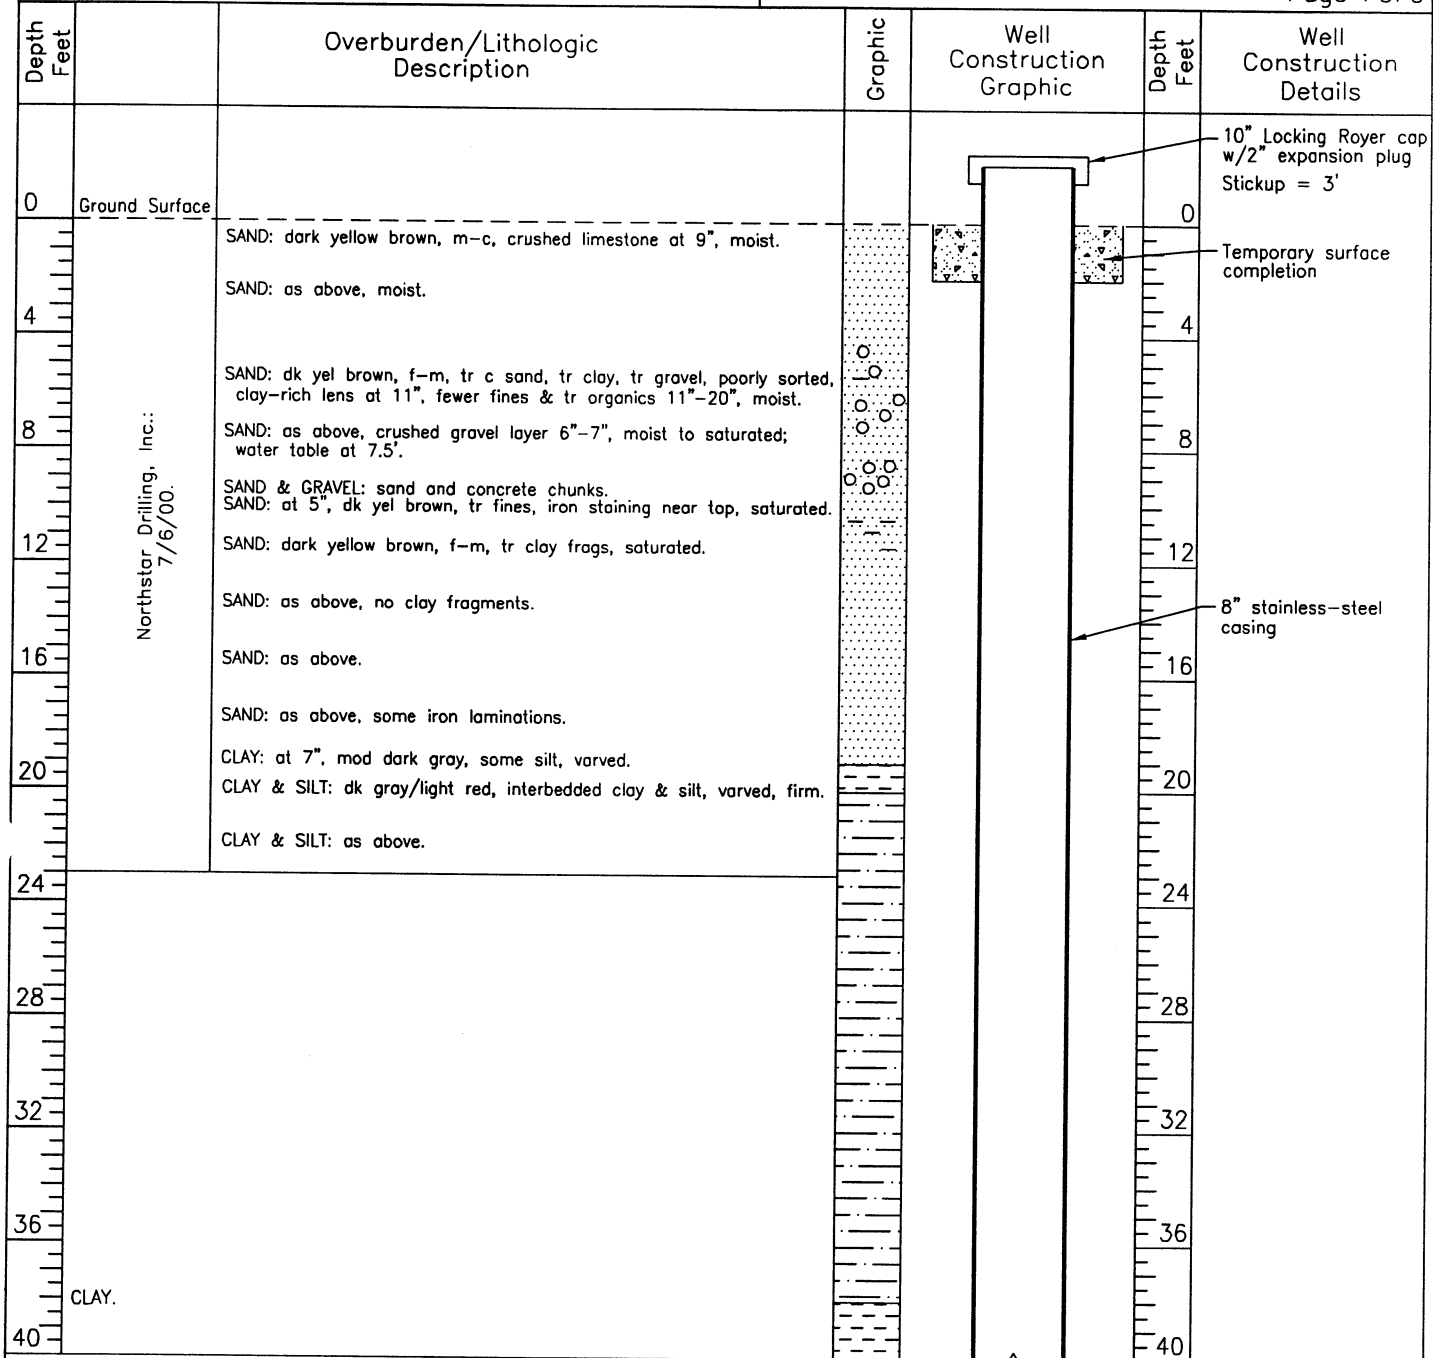 Depth
Feet
Overburden/Lithologic
Description
Graphic
Well
Construction
Graphic
Depth
Feet
Well
Construction
Details
10" Locking Royer cap
w/2" expansion plug
Stickup = 3'
0
Ground Surface
0
SAND: dark yellow brown, m-c, crushed limestone at 9", moist.
Temporary surface
completion
SAND: as above, moist.
4
4
SAND: dk yel brown, f-m, tr c sand, tr clay, tr gravel, poorly sorted,
clay-rich lens at 11", fewer fines & tr organics 11"-20", moist.
8
SAND: as above, crushed gravel layer 6"-7", moist to saturated;
water table at 7.5'.
8
Northstar Drilling, Inc.:
7/6/00.
SAND & GRAVEL: sand and concrete chunks.
SAND: at 5", dk yel brown, tr fines, iron staining near top, saturated.
12
SAND: dark yellow brown, f-m, tr clay frags, saturated.
12
SAND: as above, no clay fragments.
8" stainless-steel
casing
16
SAND: as above.
16
SAND: as above, some iron laminations.
CLAY: at 7", mod dark gray, some silt, varved.
20
CLAY & SILT: dk gray/light red, interbedded clay & silt, varved, firm.
20
CLAY & SILT: as above.
24
24
28
28
32
32
36
36
CLAY.
40
40